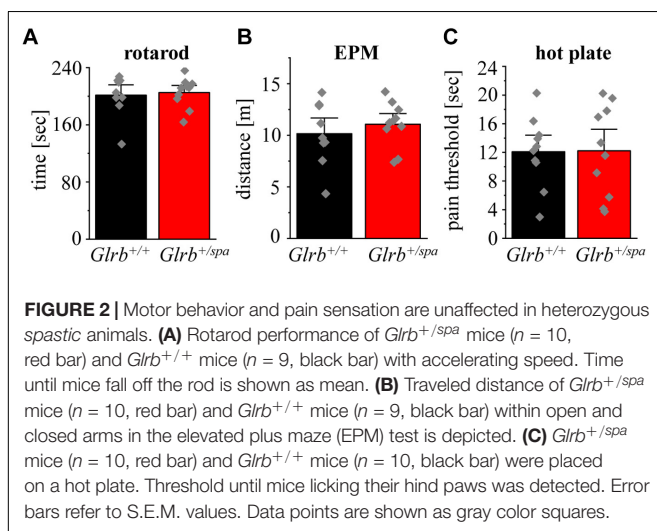 A
B
C
rotarod
EPM
hot plate
time [sec]
240
160
80
0
Glrb+/+ Glrb+/spa
distance [m]
15
10
5
0
Glrb+/+ Glrb+/spa
pain threshold [sec]
24
20
16
12
8
4
0
Glrb+/+ Glrb+/spa
FIGURE 2 | Motor behavior and pain sensation are unaffected in heterozygous
spastic animals. (A) Rotarod performance of Glrb+/spa mice (n = 10,
red bar) and Glrb+/+ mice (n = 9, black bar) with accelerating speed. Time
until mice fall off the rod is shown as mean. (B) Traveled distance of Glrb+/spa
mice (n = 10, red bar) and Glrb+/+ mice (n = 9, black bar) within open and
closed arms in the elevated plus maze (EPM) test is depicted. (C) Glrb+/spa
mice (n = 10, red bar) and Glrb+/+ mice (n = 10, black bar) were placed
on a hot plate. Threshold until mice licking their hind paws was detected. Error
bars refer to S.E.M. values. Data points are shown as gray color squares.